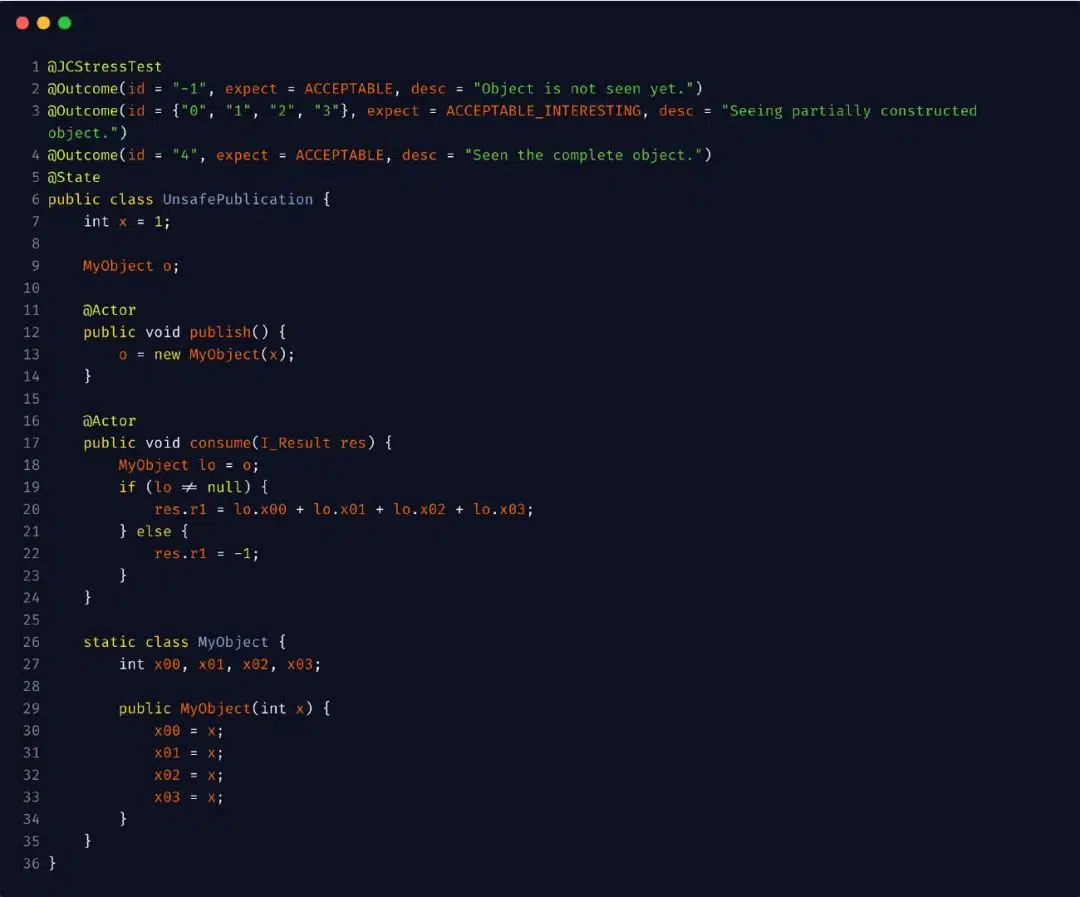 1 @JCStressTest
2 @Outcome(id = "-1", expect = ACCEPTABLE, desc = "Object is not seen yet.")
3 @Outcome(id = {"0", "1", "2", "3"}, expect = ACCEPTABLE_INTERESTING, desc = "Seeing partially constructed
object.")
4 @Outcome(id = "4", expect = ACCEPTABLE, desc = "Seen the complete object.")
5 @State
6 public class UnsafePublication {
7     int x = 1;
8
9     MyObject o;
10
11     @Actor
12     public void publish() {
13         o = new MyObject(x);
14     }
15
16     @Actor
17     public void consume(I_Result res) {
18         MyObject lo = o;
19         if (lo ≠ null) {
20             res.r1 = lo.x00 + lo.x01 + lo.x02 + lo.x03;
21         } else {
22             res.r1 = -1;
23         }
24     }
25
26     static class MyObject {
27         int x00, x01, x02, x03;
28
29         public MyObject(int x) {
30             x00 = x;
31             x01 = x;
32             x02 = x;
33             x03 = x;
34         }
35     }
36 }